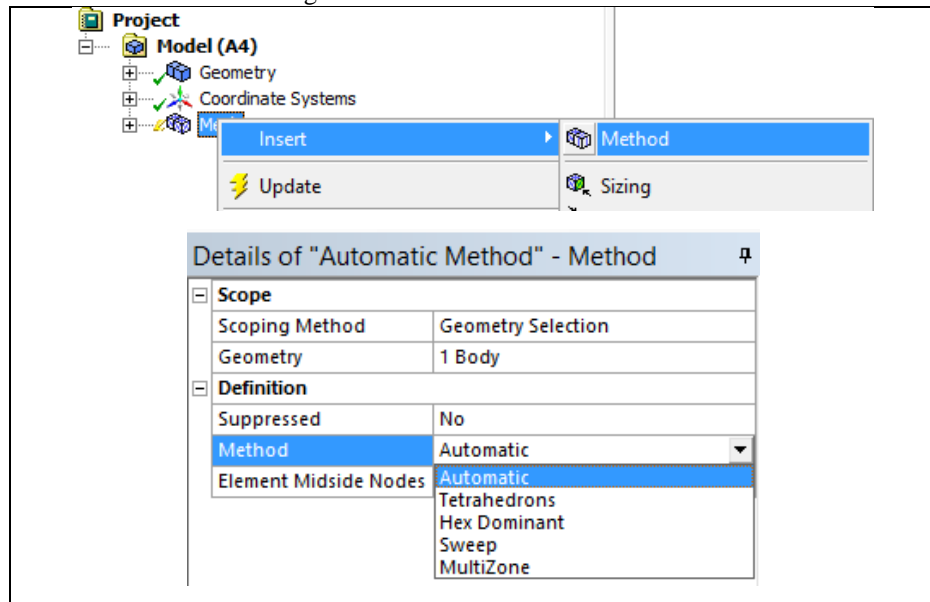 Project
Model (A4)
Geometry
Coordinate Systems
Insert
Method
Update
Sizing
Details of "Automatic Method" - Method
Scope
Scoping Method Geometry Selection
Geometry 1 Body
Definition
Suppressed No
Method Automatic
Element Midside Nodes Automatic
Tetrahedrons
Hex Dominant
Sweep
MultiZone